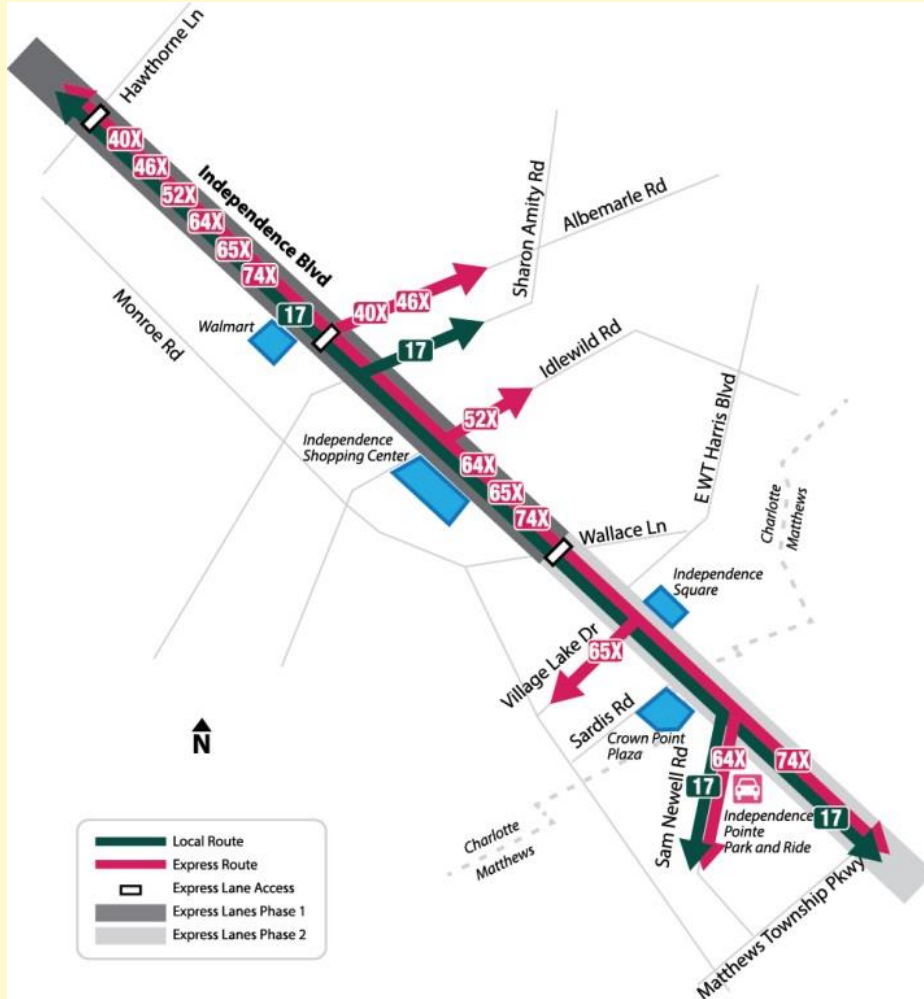 Hawthorne Ln
40X
46X
52X
64X
65X
74X
17
Independence Blvd
Sharon Amity Rd
Albemarle Rd
40X
46X
17
Walmart
Monroe Rd
Idlewild Rd
52X
E WT Harris Blvd
Independence
Shopping Center
64X
65X
74X
Charlotte
Matthews
Wallace Ln
Independence
Square
Village Lake Dr
65X
Sardis Rd
Crown Point
Plaza
N
Sam Newell Rd
17
64X
74X
17
Independence
Pointe
Park and Ride
Charlotte
Matthews
Matthews Township Pkwy
Local Route
Express Route
Express Lane Access
Express Lanes Phase 1
Express Lanes Phase 2